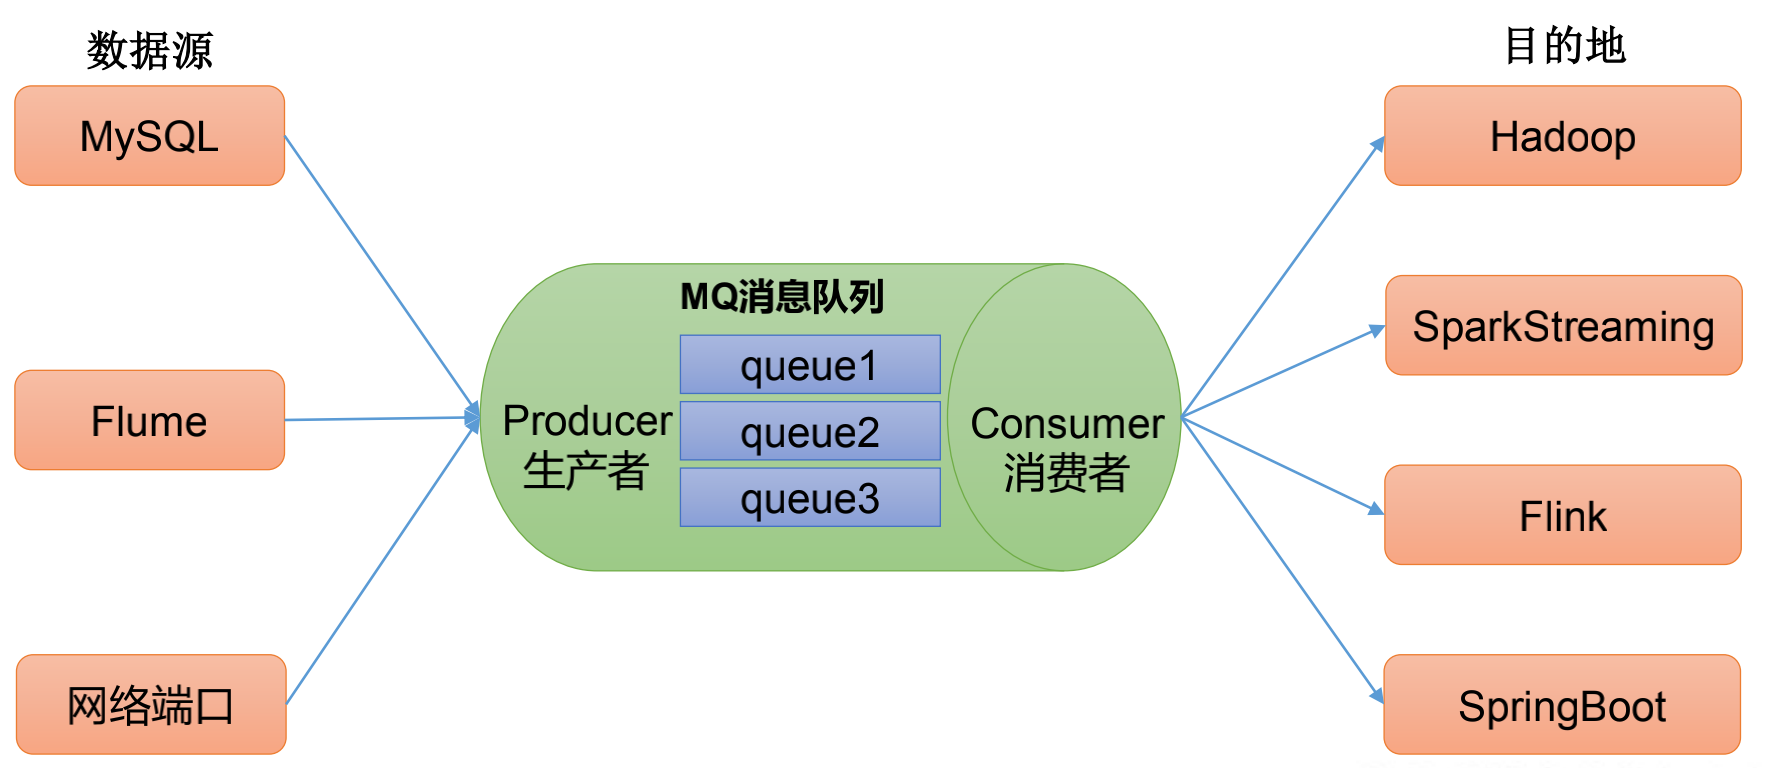 数据源
目的地
MySQL
Hadoop
MQ消息队列
SparkStreaming
queue1
Flume
Producer
生产者
queue2
Consumer
消费者
queue3
Flink
网络端口
SpringBoot